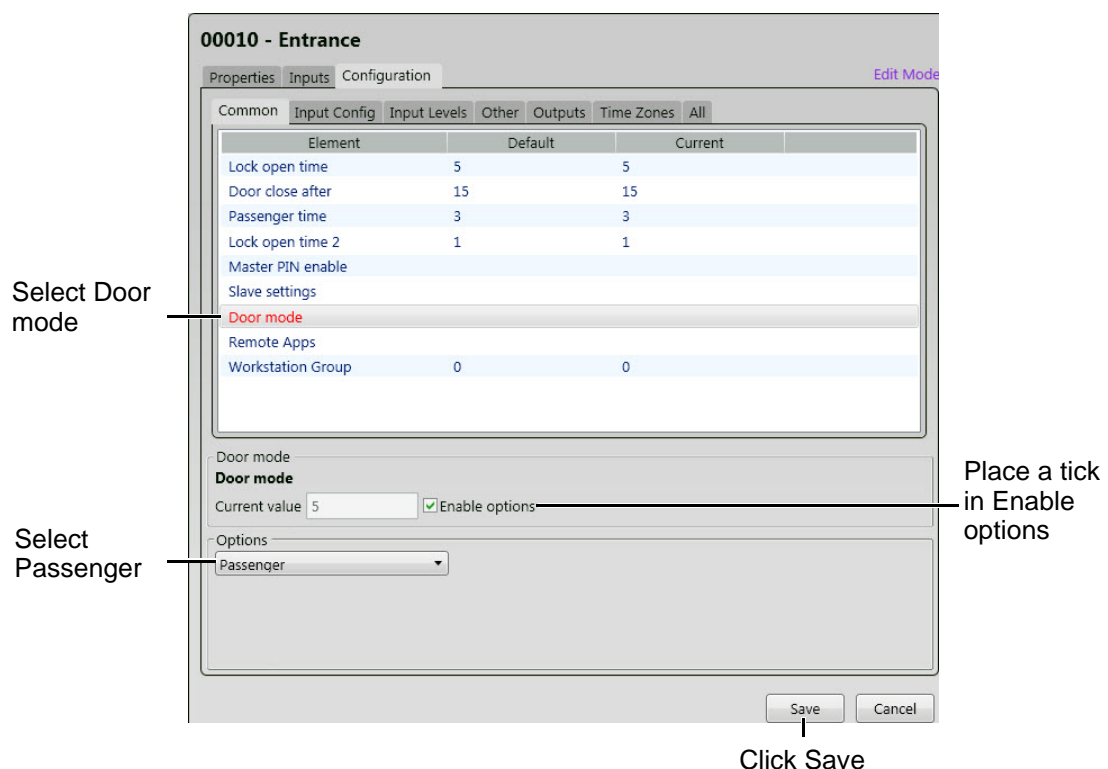 00010 - Entrance
Properties Inputs Configuration Edit Mode
Common Input Config Input Levels Other Outputs Time Zones All
Element Default Current
Lock open time 5 5
Door close after 15 15
Passenger time 3 3
Lock open time 2 1 1
Master PIN enable
Slave settings
Select Door
mode
Door mode
Remote Apps
Workstation Group 0 0
Door mode
Door mode
Current value 5 Enable options
Place a tick
in Enable
options
Options
Select
Passenger
Passenger
Save Cancel
Click Save